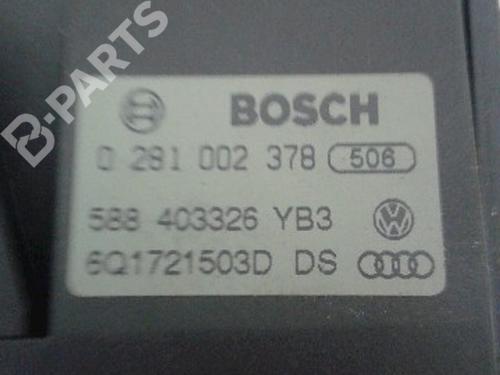 B-PARTS
BOSCH
0 281 002 378 506
588 403326 YB3
6Q1721503D DS